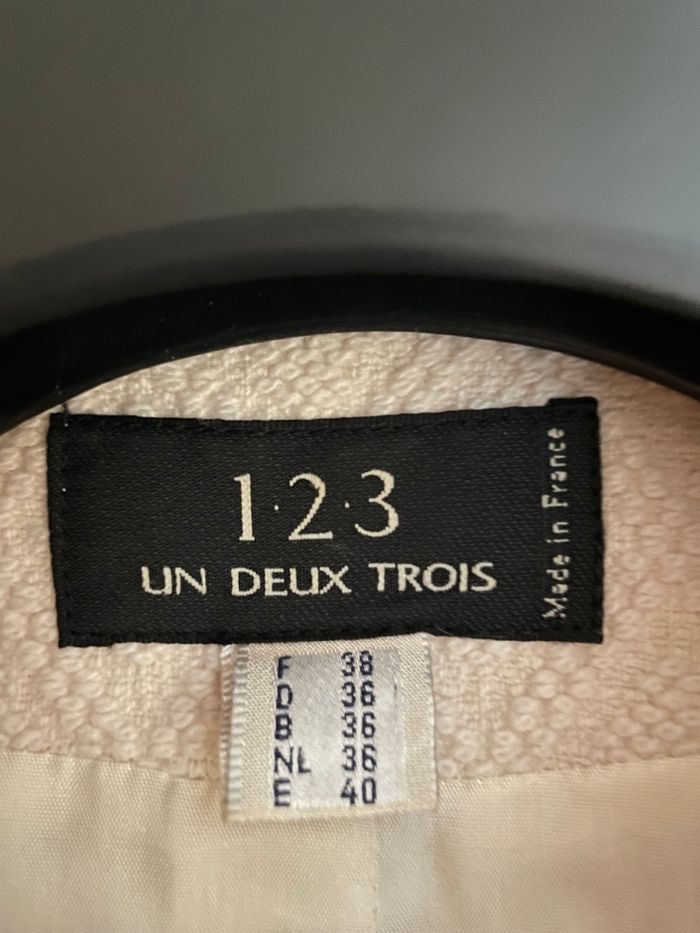 1·2·3
UN DEUX TROIS
Made in France
F 38
D 36
B 36
NL 36
E 40